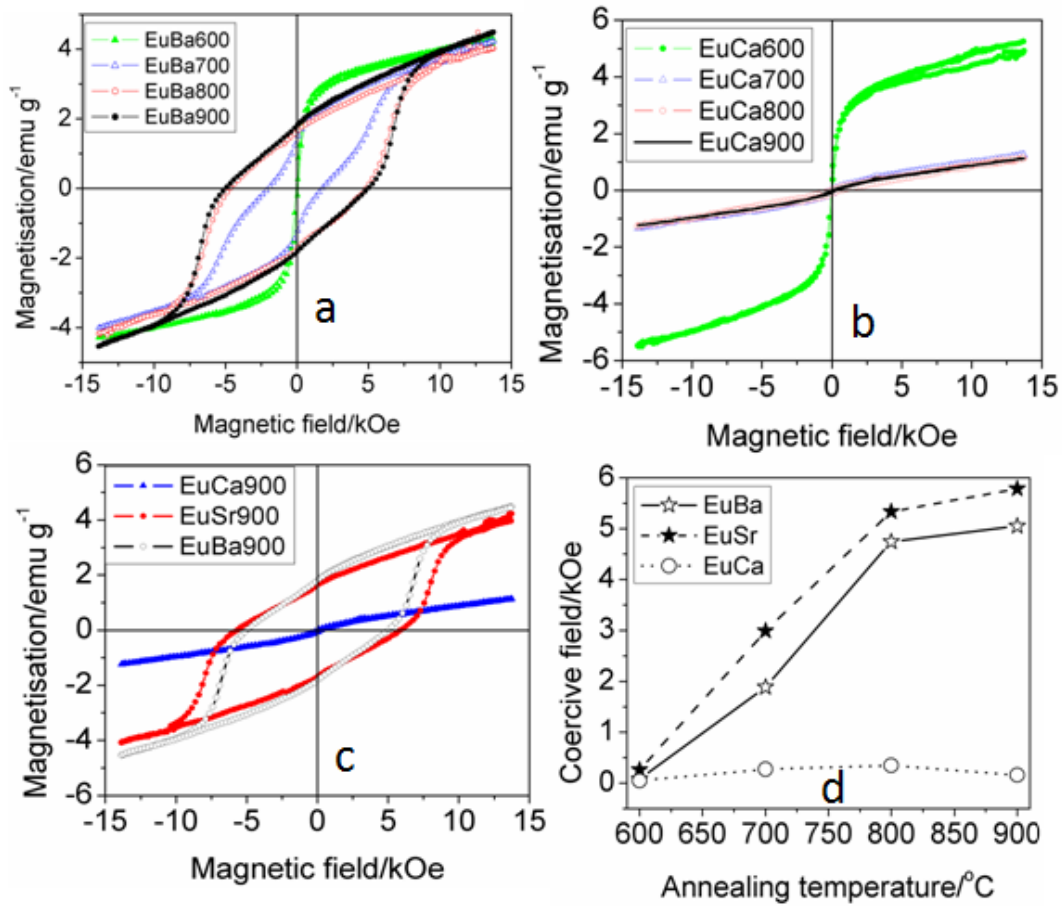 EuBa600
EuBa700
EuBa800
EuBa900
Magnetisation/emu g⁻¹
4
2
0
-2
-4
-15 -10 -5 0 5 10 15
Magnetic field/kOe
a
EuCa600
EuCa700
EuCa800
EuCa900
Magnetisation/emu g⁻¹
6
4
2
0
-2
-4
-6
-15 -10 -5 0 5 10 15
Magnetic field/kOe
b
EuCa900
EuSr900
EuBa900
Magnetisation/emu g⁻¹
6
4
2
0
-2
-4
-6
-15 -10 -5 0 5 10 15
Magnetic field/kOe
c
EuBa
EuSr
EuCa
Coercive field/kOe
6
5
4
3
2
1
0
600 650 700 750 800 850 900
Annealing temperature/°C
d